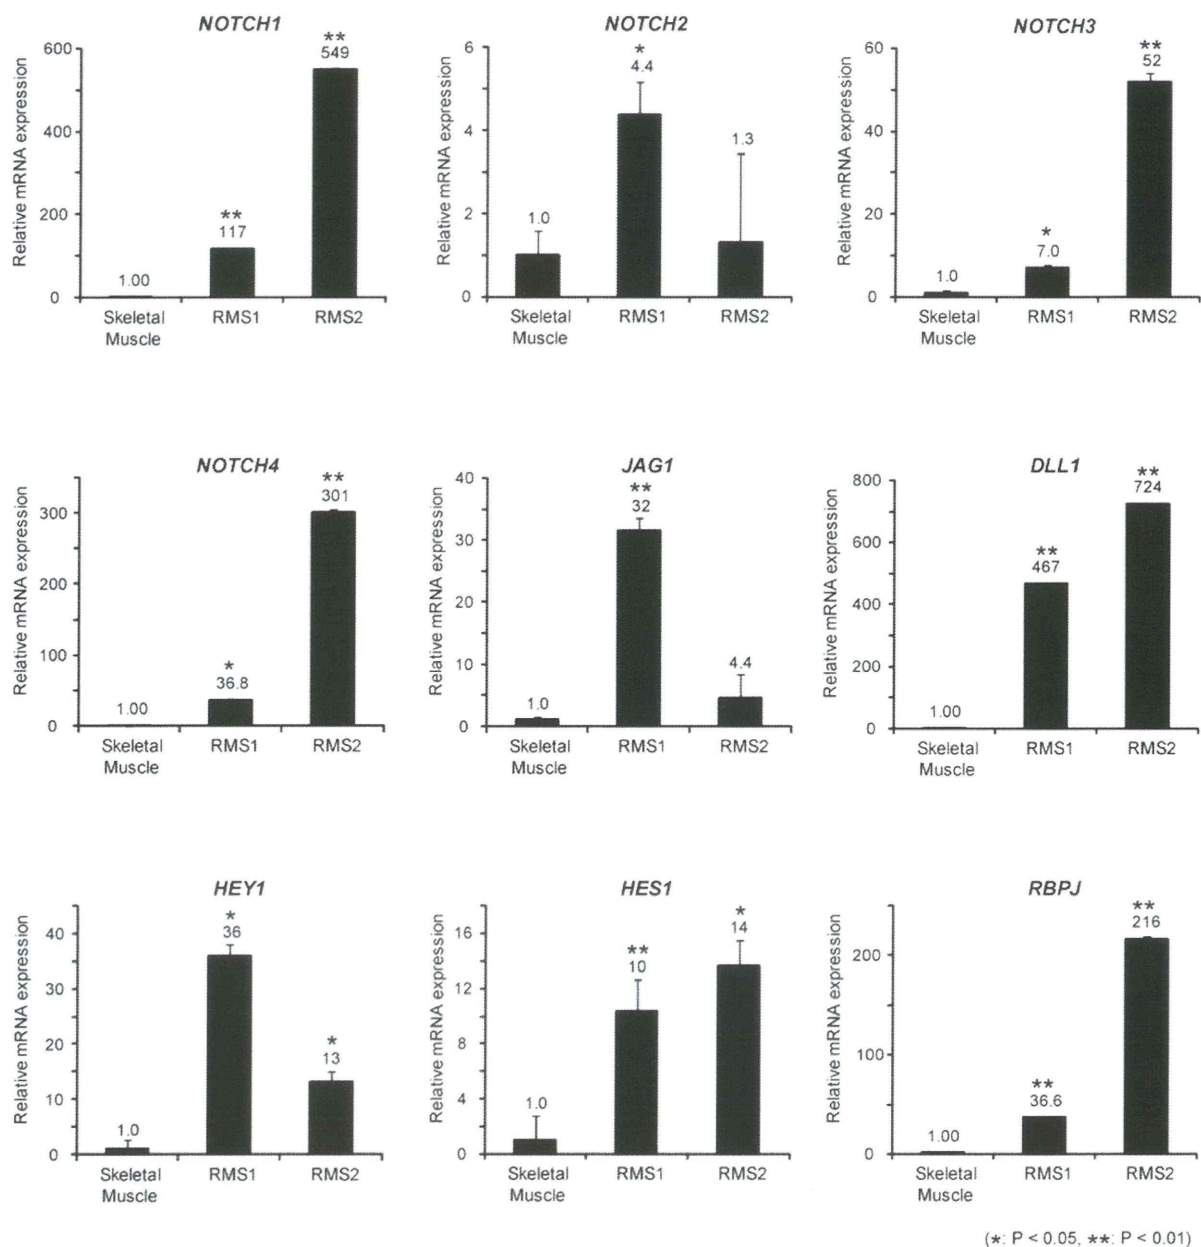 NOTCH1
Relative mRNA expression
600
400
200
0
1.00
**
117
**
549
Skeletal
Muscle
RMS1
RMS2
NOTCH2
Relative mRNA expression
6
4
2
0
1.0
*
4.4
1.3
Skeletal
Muscle
RMS1
RMS2
NOTCH3
Relative mRNA expression
60
40
20
0
1.0
*
7.0
**
52
Skeletal
Muscle
RMS1
RMS2
NOTCH4
Relative mRNA expression
300
200
100
0
1.00
*
36.8
**
301
Skeletal
Muscle
RMS1
RMS2
JAG1
Relative mRNA expression
40
30
20
10
0
1.0
**
32
4.4
Skeletal
Muscle
RMS1
RMS2
DLL1
Relative mRNA expression
800
600
400
200
0
1.00
**
467
**
724
Skeletal
Muscle
RMS1
RMS2
HEY1
Relative mRNA expression
40
30
20
10
0
1.0
*
36
*
13
Skeletal
Muscle
RMS1
RMS2
HES1
Relative mRNA expression
16
12
8
4
0
1.0
**
10
*
14
Skeletal
Muscle
RMS1
RMS2
RBPJ
Relative mRNA expression
200
100
0
1.00
**
36.6
**
216
Skeletal
Muscle
RMS1
RMS2
(*: P < 0.05, **: P < 0.01)